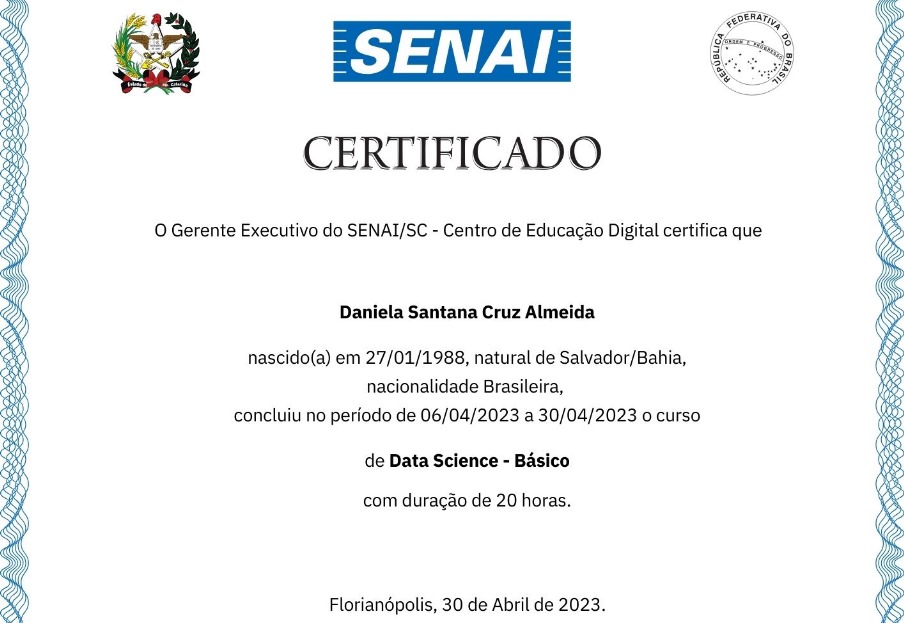 Estado de Santa Catarina
SENAI
REPÚBLICA FEDERATIVA DO BRASIL
ORDEM E PROGRESSO
CERTIFICADO
O Gerente Executivo do SENAI/SC - Centro de Educação Digital certifica que
Daniela Santana Cruz Almeida
nascido(a) em 27/01/1988, natural de Salvador/Bahia,
nacionalidade Brasileira,
concluiu no período de 06/04/2023 a 30/04/2023 o curso
de Data Science - Básico
com duração de 20 horas.
Florianópolis, 30 de Abril de 2023.